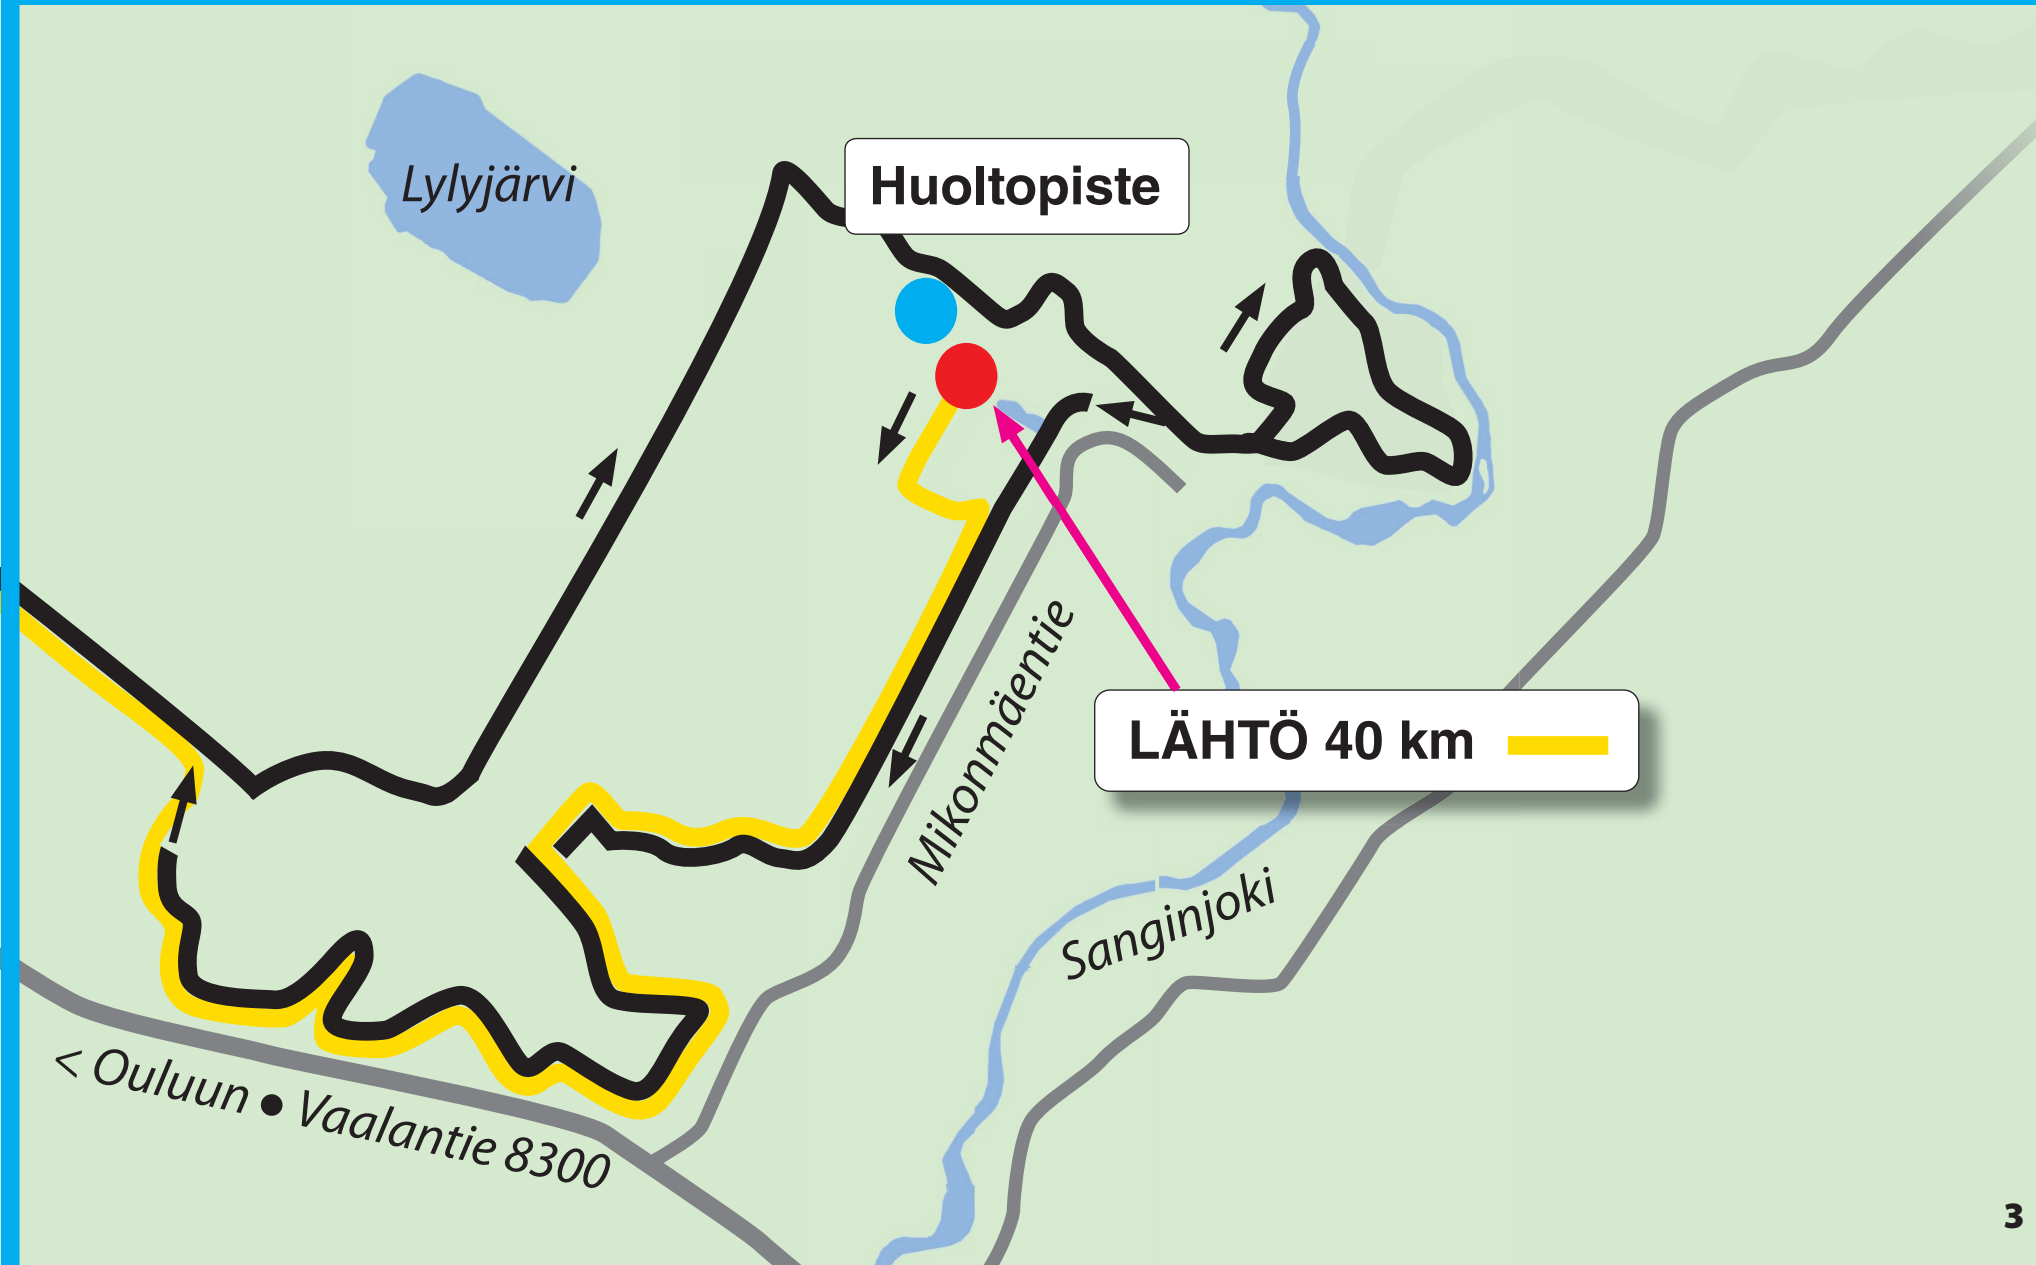 Lylyjärvi
Huoltopiste
Mikonmäentie
LÄHTÖ 40 km
Sanginjoki
< Ouluun ● Vaalantie 8300
3